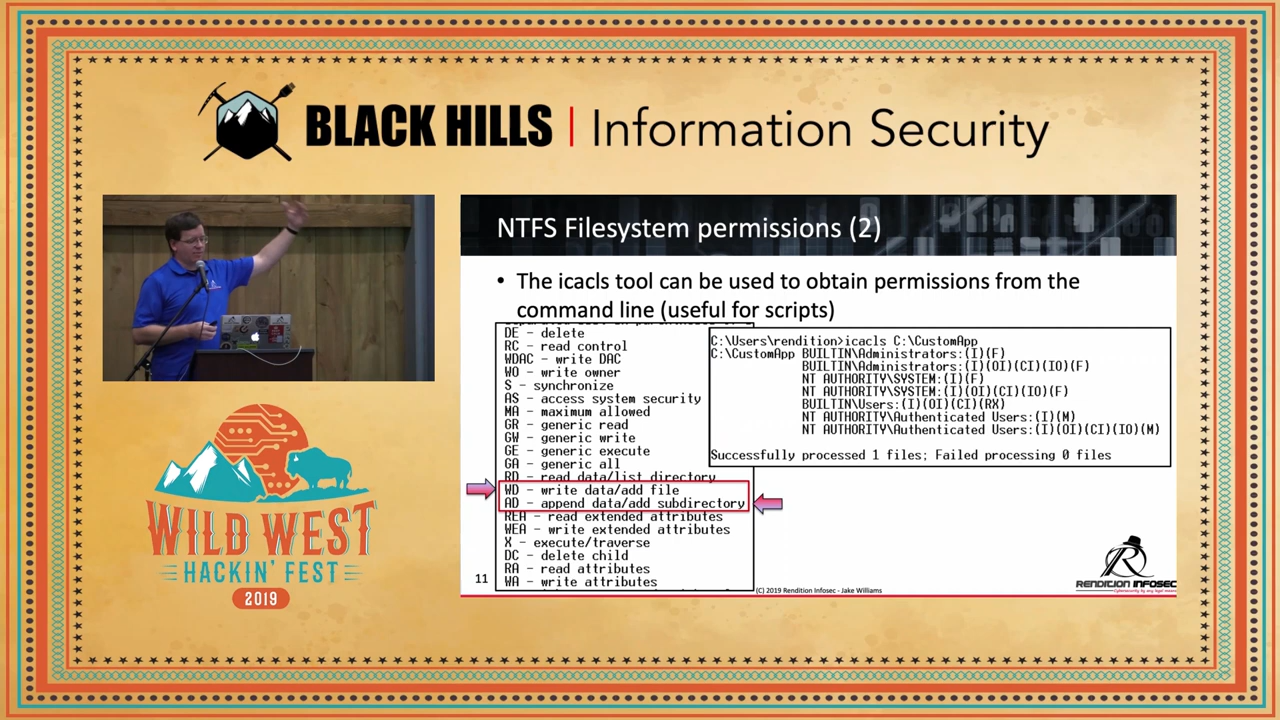 BLACK HILLS | Information Security
NTFS Filesystem permissions (2)
• The icacls tool can be used to obtain permissions from the
command line (useful for scripts)
DE - delete
RC - read control
WDAC - write DAC
WO - write owner
S - synchronize
AS - access system security
MA - maximum allowed
GR - generic read
GW - generic write
GE - generic execute
GA - generic all
RD - read data/list directory
WD - write data/add file
AD - append data/add subdirectory
REA - read extended attributes
WEA - write extended attributes
X - execute/traverse
DC - delete child
RA - read attributes
WA - write attributes
C:\Users\rendition>icacls C:\CustomApp
C:\CustomApp BUILTIN\Administrators:(I)(F)
BUILTIN\Administrators:(I)(OI)(CI)(IO)(F)
NT AUTHORITY\SYSTEM:(I)(F)
NT AUTHORITY\SYSTEM:(I)(OI)(CI)(IO)(F)
BUILTIN\Users:(I)(OI)(CI)(RX)
NT AUTHORITY\Authenticated Users:(I)(M)
NT AUTHORITY\Authenticated Users:(I)(OI)(CI)(IO)(M)
Successfully processed 1 files; Failed processing 0 files
11
(C) 2019 Rendition Infosec - Jake Williams
R
RENDITION INFOSEC
WILD WEST
HACKIN' FEST
2019